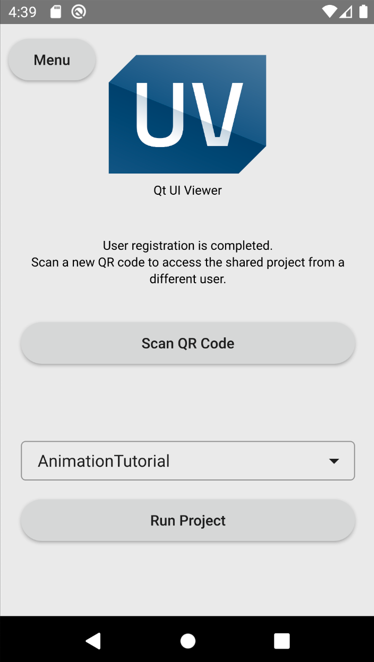 4:39
Menu
UV
Qt UI Viewer
User registration is completed.
Scan a new QR code to access the shared project from a
different user.
Scan QR Code
AnimationTutorial
Run Project